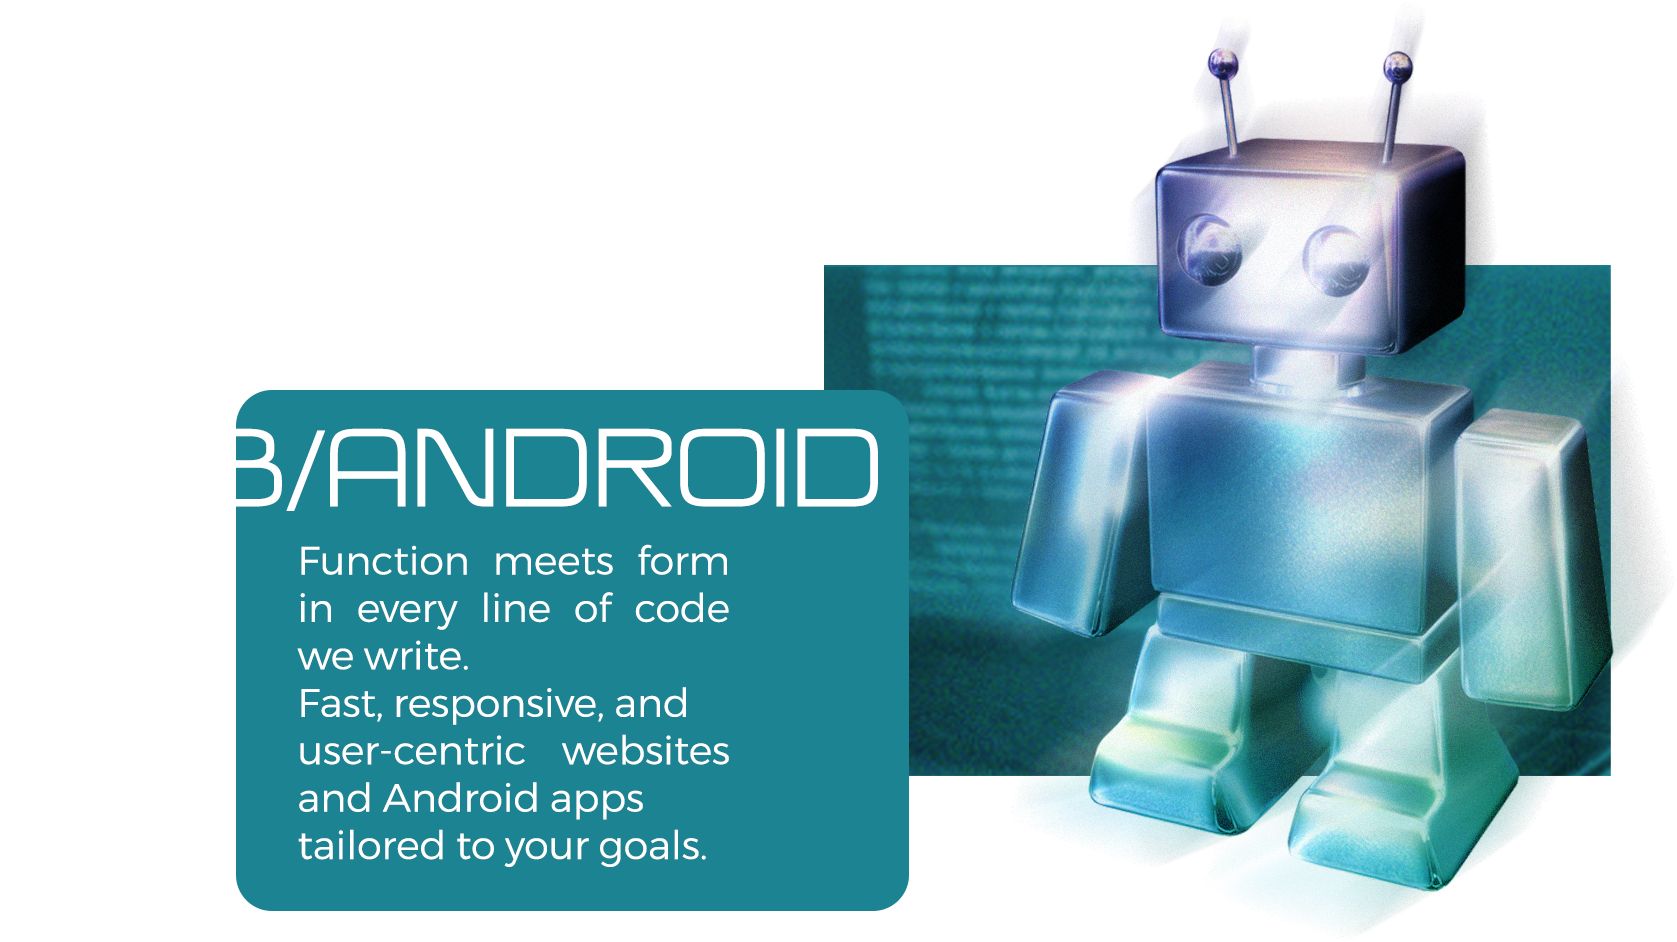 B/ANDROID
Function meets form
in every line of code
we write.
Fast, responsive, and
user-centric websites
and Android apps
tailored to your goals.